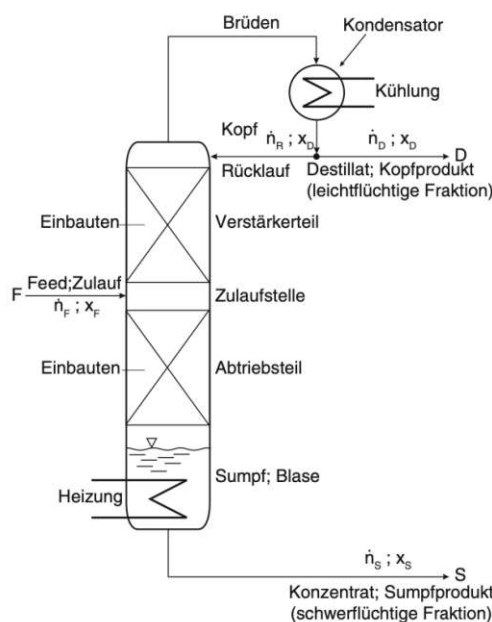 Brüden
Kondensator
Kühlung
Kopf
ṅR ; xD
ṅD ; xD
D
Rücklauf
Destillat; Kopfprodukt
(leichtflüchtige Fraktion)
Einbauten
Verstärkerteil
Feed;Zulauf
F
ṅF ; xF
Zulaufstelle
Einbauten
Abtriebsteil
Sumpf; Blase
Heizung
ṅS ; xS
S
Konzentrat; Sumpfprodukt
(schwerflüchtige Fraktion)